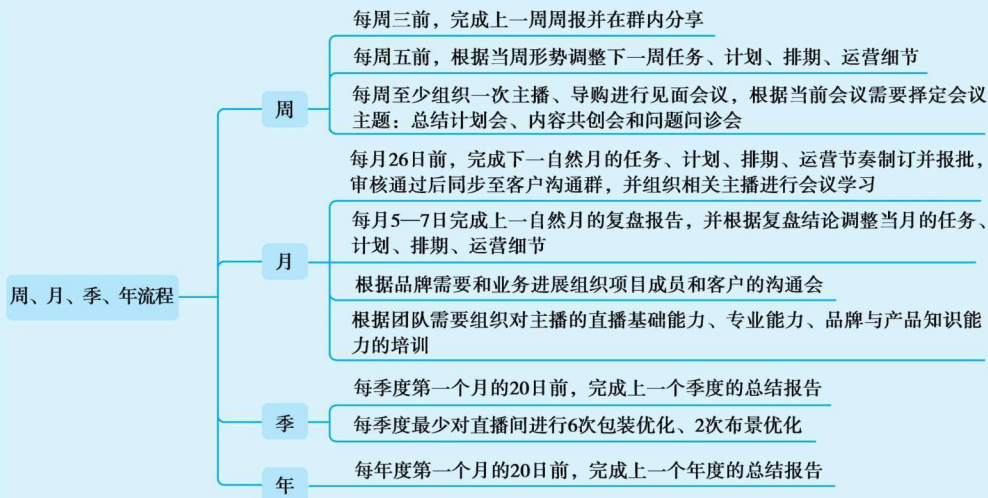 周、月、季、年流程
周
每周三前，完成上一周周报并在群内分享
每周五前，根据当周形势调整下一周任务、计划、排期、运营细节
每周至少组织一次主播、导购进行见面会议，根据当前会议需要择定会议
主题：总结计划会、内容共创会和问题问诊会
月
每月26日前，完成下一自然月的任务、计划、排期、运营节奏制订并报批，
审核通过后同步至客户沟通群，并组织相关主播进行会议学习
每月5—7日完成上一自然月的复盘报告，并根据复盘结论调整当月的任务、
计划、排期、运营细节
根据品牌需要和业务进展组织项目成员和客户的沟通会
根据团队需要组织对主播的直播基础能力、专业能力、品牌与产品知识能
力的培训
季
每季度第一个月的20日前，完成上一个季度的总结报告
每季度最少对直播间进行6次包装优化、2次布景优化
年
每年度第一个月的20日前，完成上一个年度的总结报告